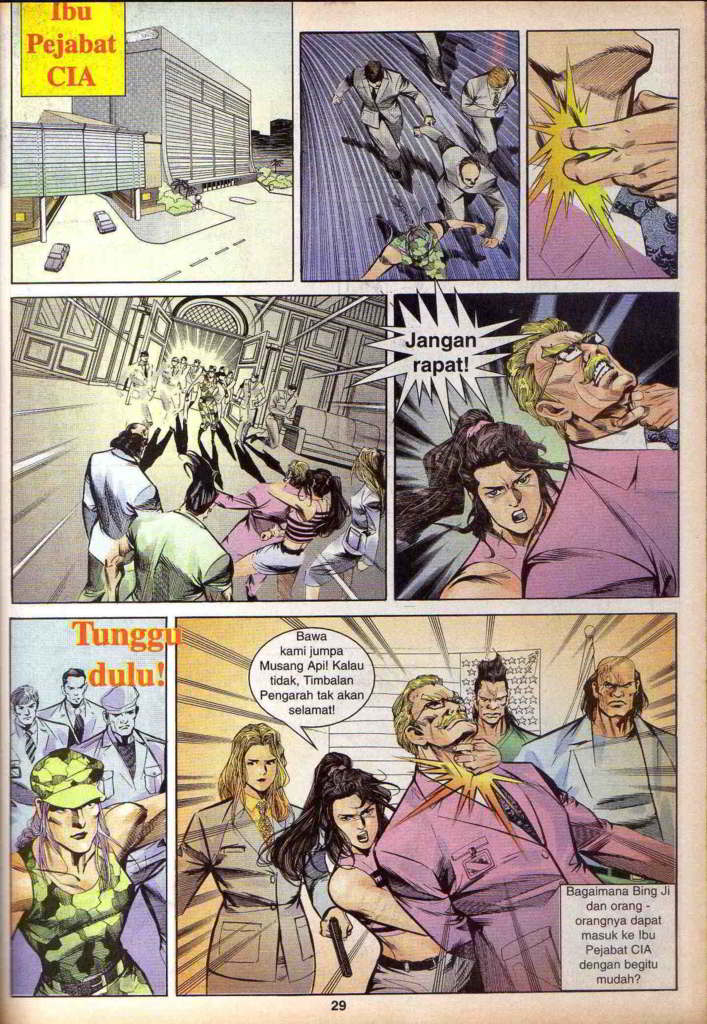 Ibu
Pejabat
CIA
Jangan
rapat!
Tunggu
dulu!
Bawa
kami jumpa
Musang Api! Kalau
tidak, Timbalan
Pengarah tak akan
selamat!
Bagaimana Bing Ji
dan orang -
orangnya dapat
masuk ke Ibu
Pejabat CIA
dengan begitu
mudah?
29